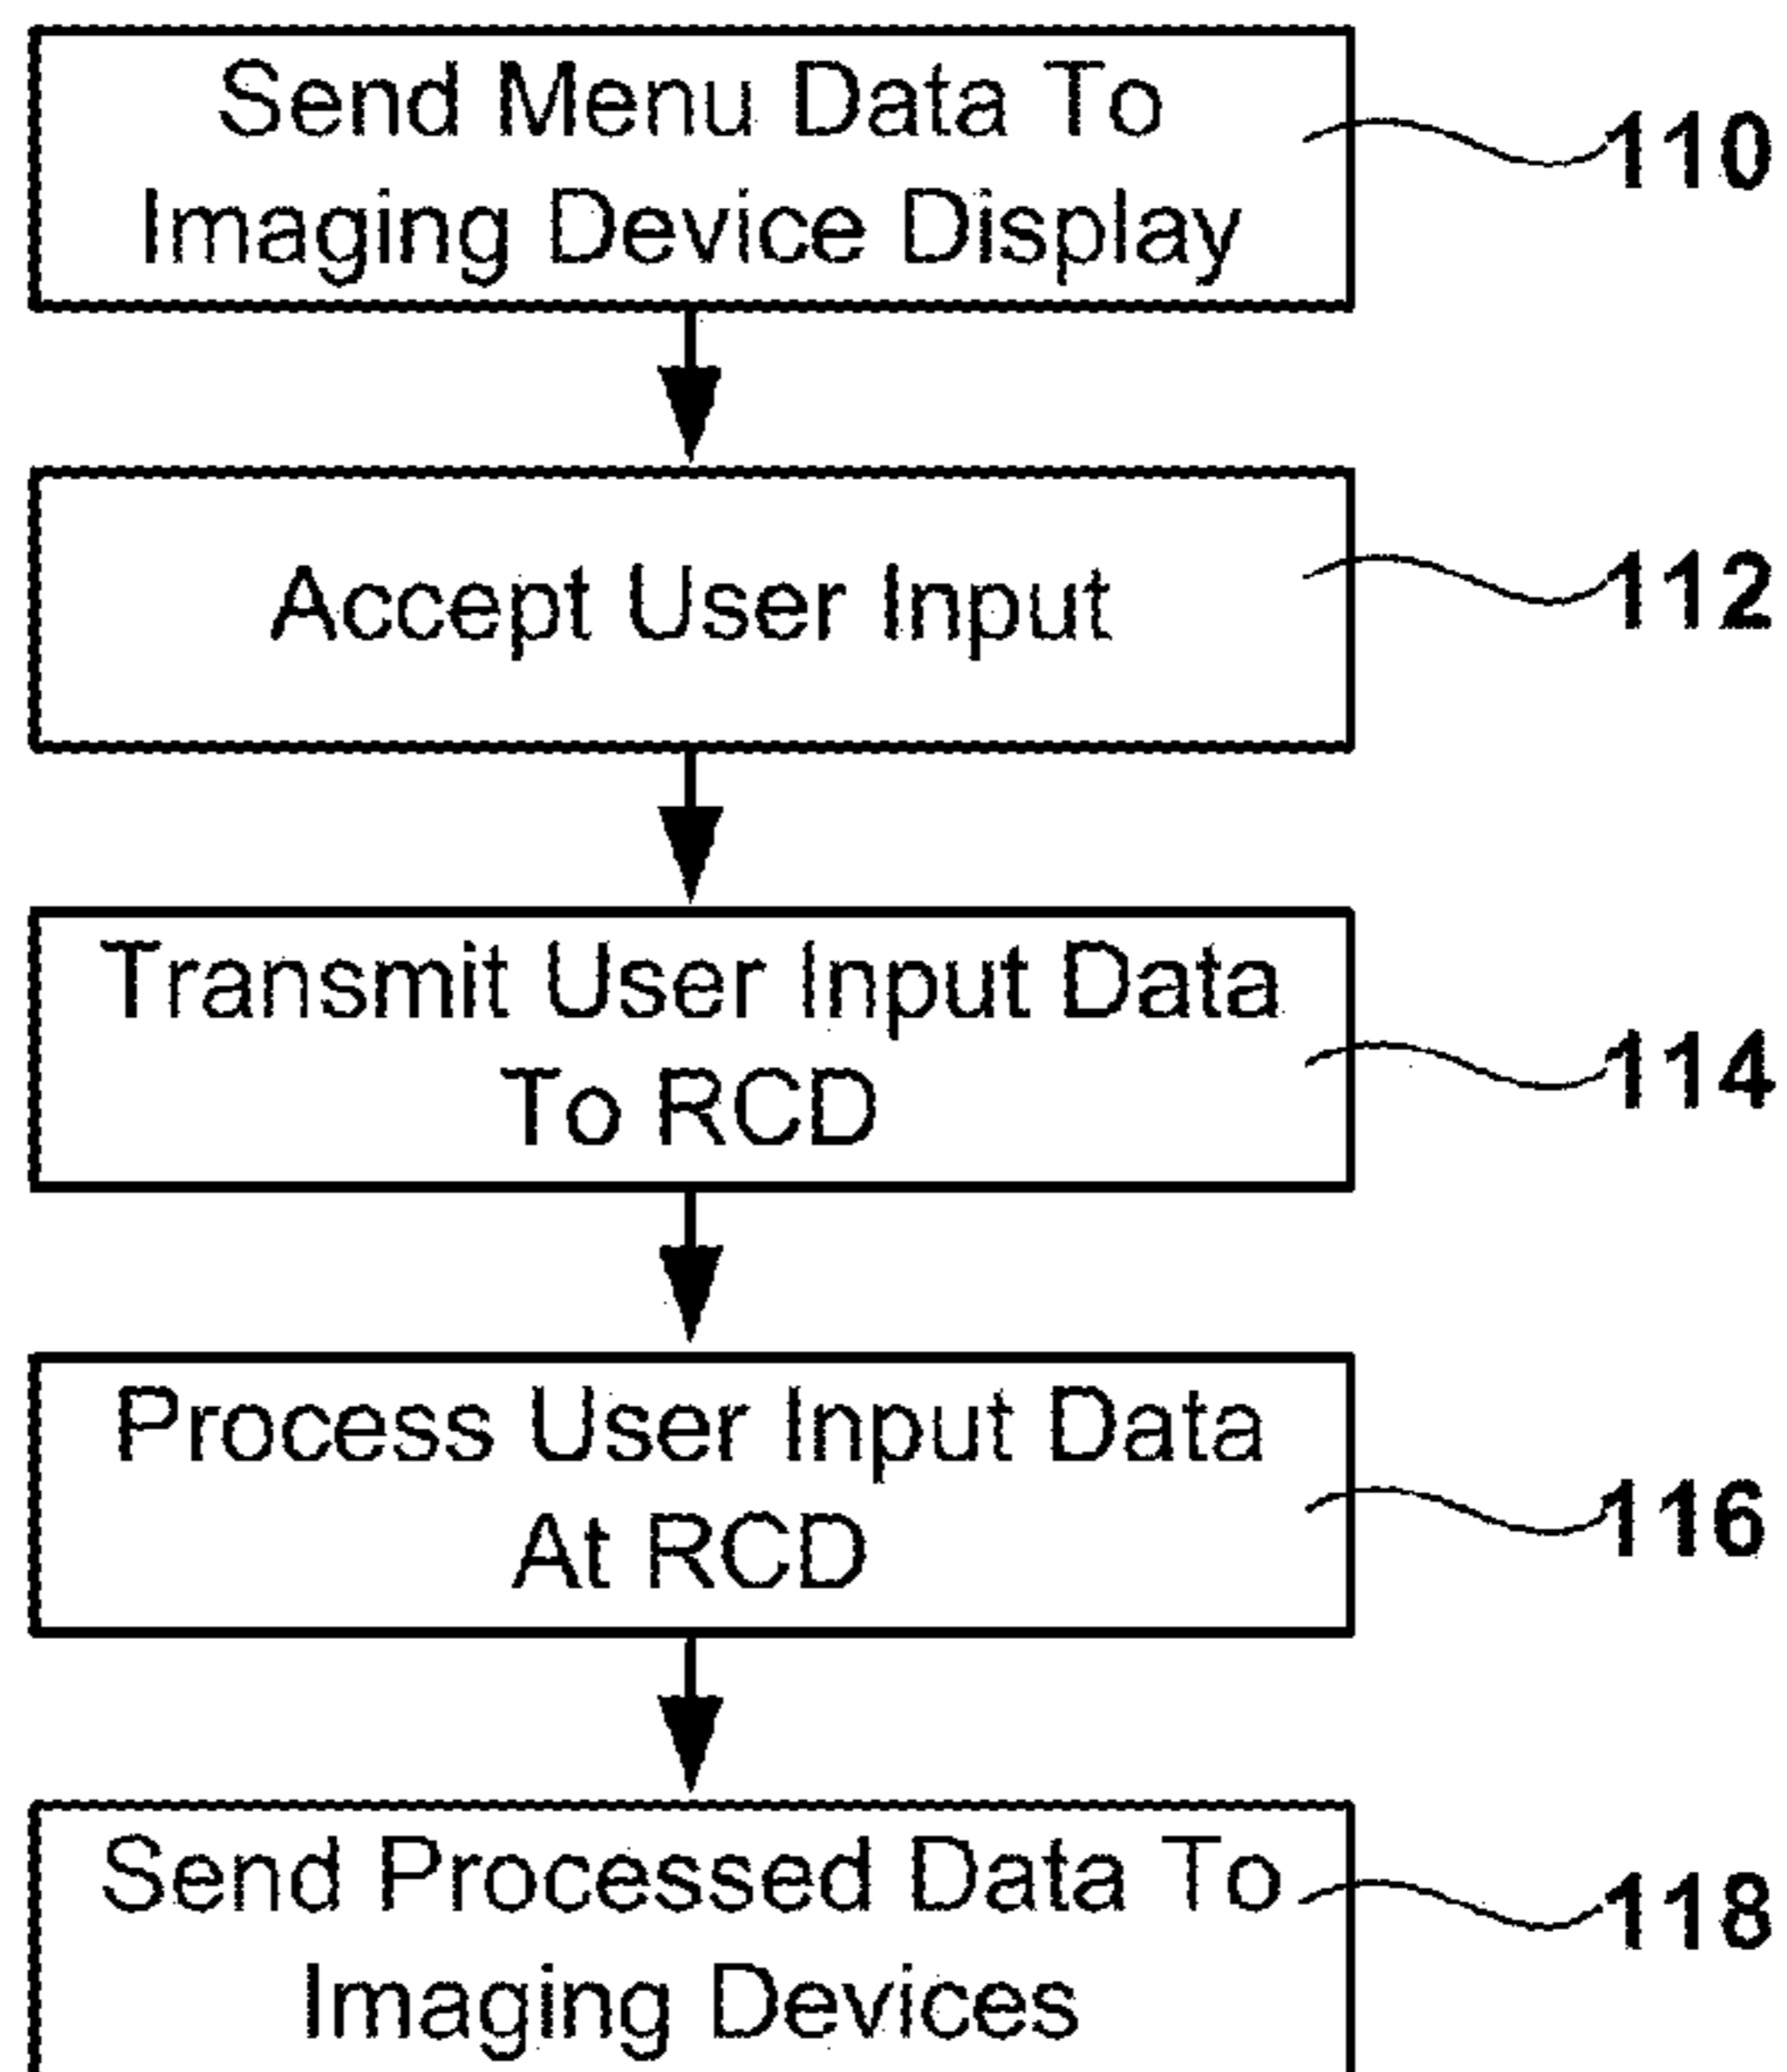 Send Menu Data To
Imaging Device Display
110
Accept User Input
112
Transmit User Input Data
To RCD
114
Process User Input Data
At RCD
116
Send Processed Data To
Imaging Devices
118